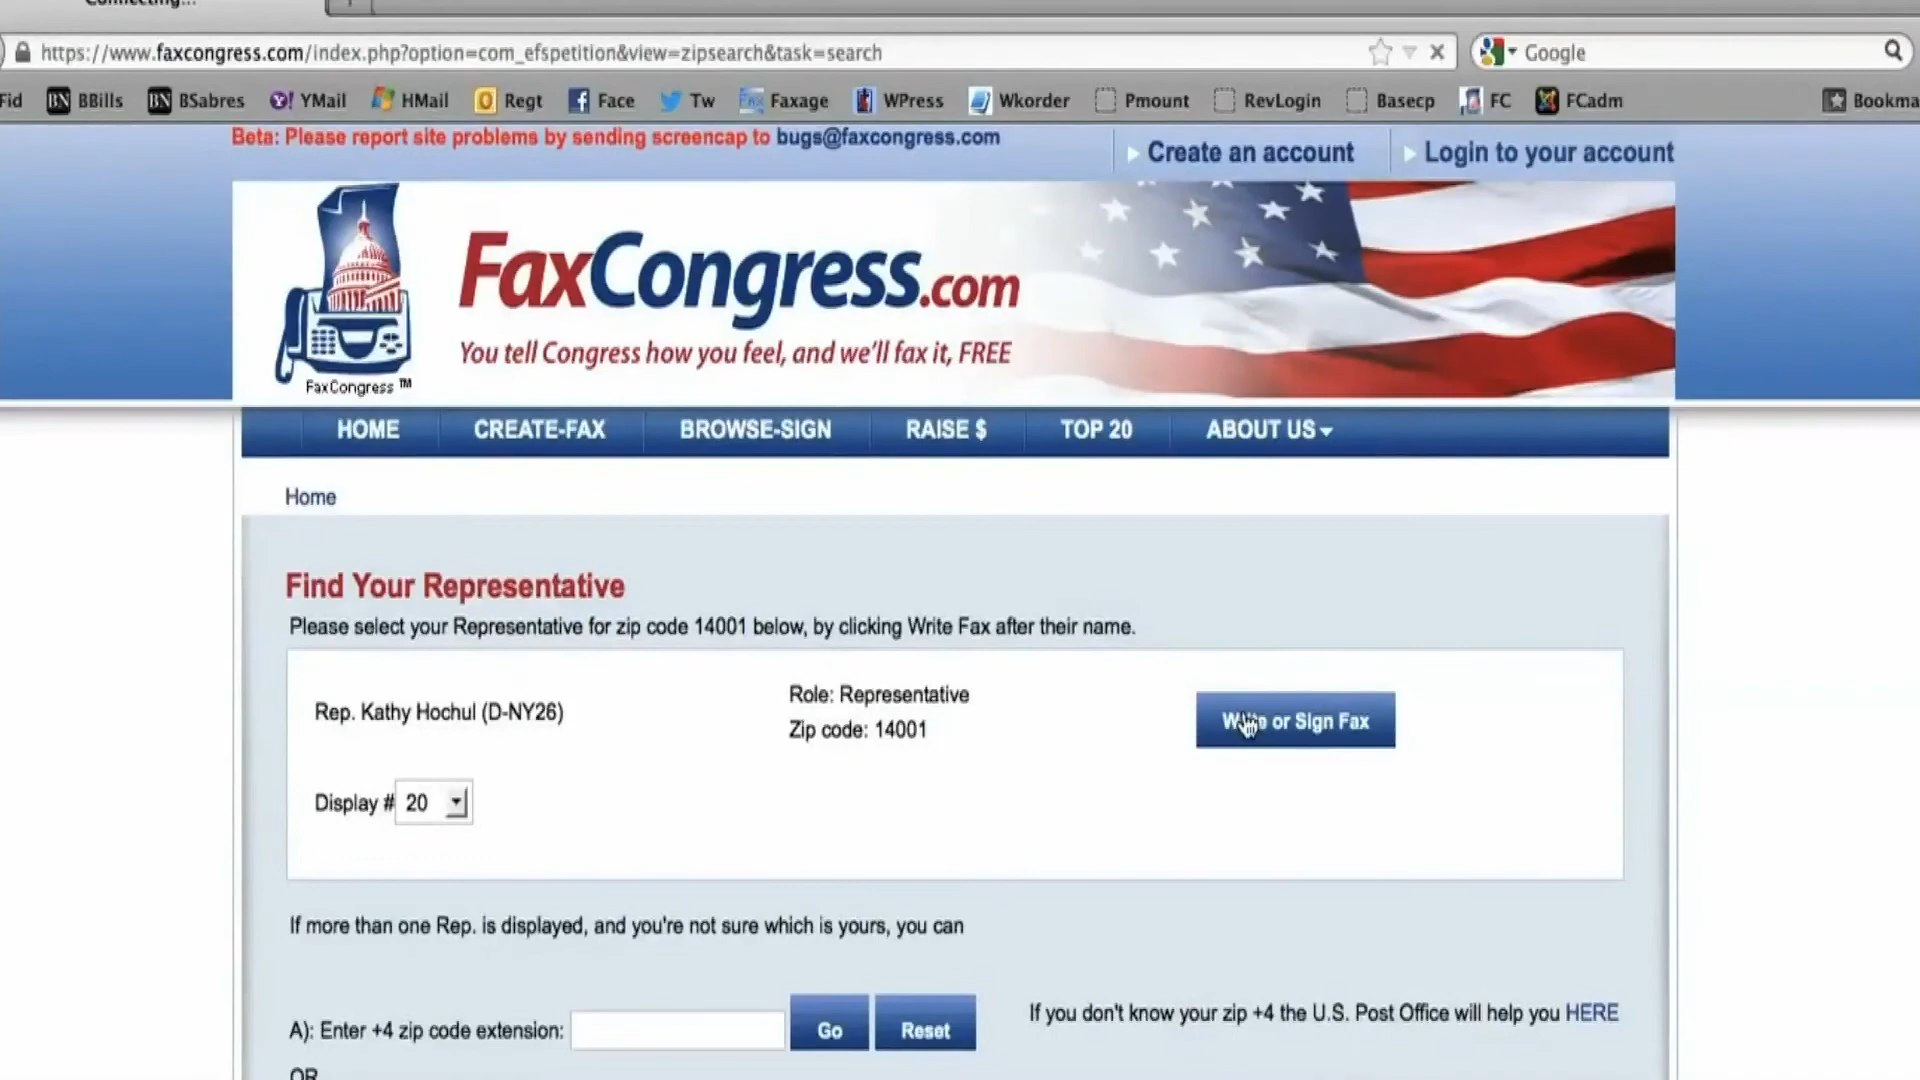 https://www.faxcongress.com/index.php?option=com_efspetition&view=zipsearch&task=search
Google
Fid BBills BSabres YMail HMail Regt Face Tw Faxage WPress Wkorder Pmount RevLogin Basecp FC FCadm
Beta: Please report site problems by sending screencap to bugs@faxcongress.com
Create an account
Login to your account
FaxCongress.com
You tell Congress how you feel, and we'll fax it, FREE
FaxCongress ™
HOME CREATE-FAX BROWSE-SIGN RAISE $ TOP 20 ABOUT US
Home
Find Your Representative
Please select your Representative for zip code 14001 below, by clicking Write Fax after their name.
Rep. Kathy Hochul (D-NY26)
Role: Representative
Zip code: 14001
Write or Sign Fax
Display # 20
If more than one Rep. is displayed, and you're not sure which is yours, you can
A): Enter +4 zip code extension: Go Reset
If you don't know your zip +4 the U.S. Post Office will help you HERE
OR